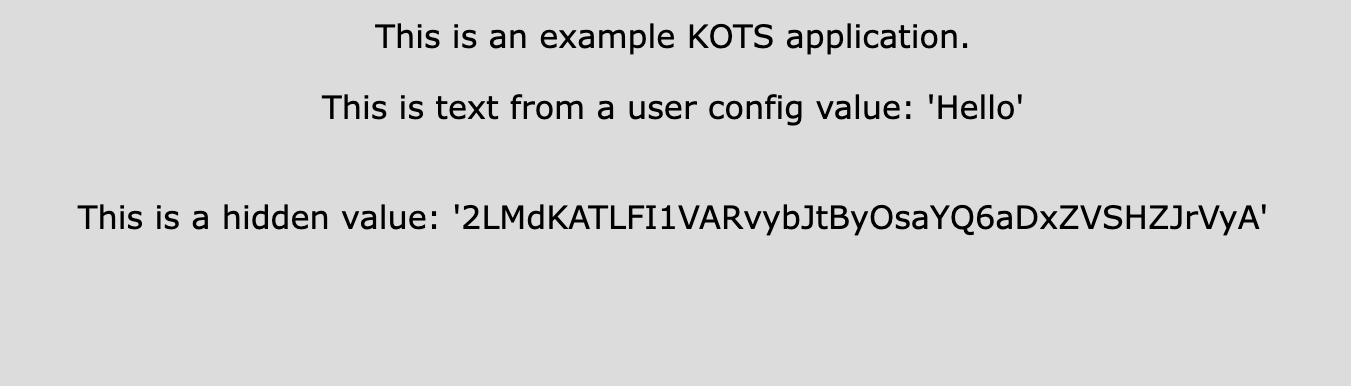 This is an example KOTS application.
This is text from a user config value: 'Hello'
This is a hidden value: '2LMdKATLFI1VARvybJtByOsaYQ6aDxZVSHZJrVyA'